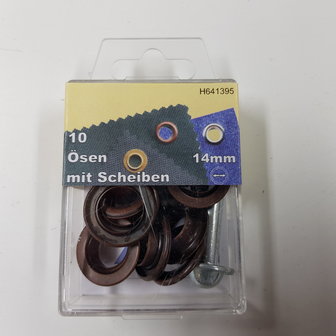 H641395
10
Ösen
14mm
mit Scheiben